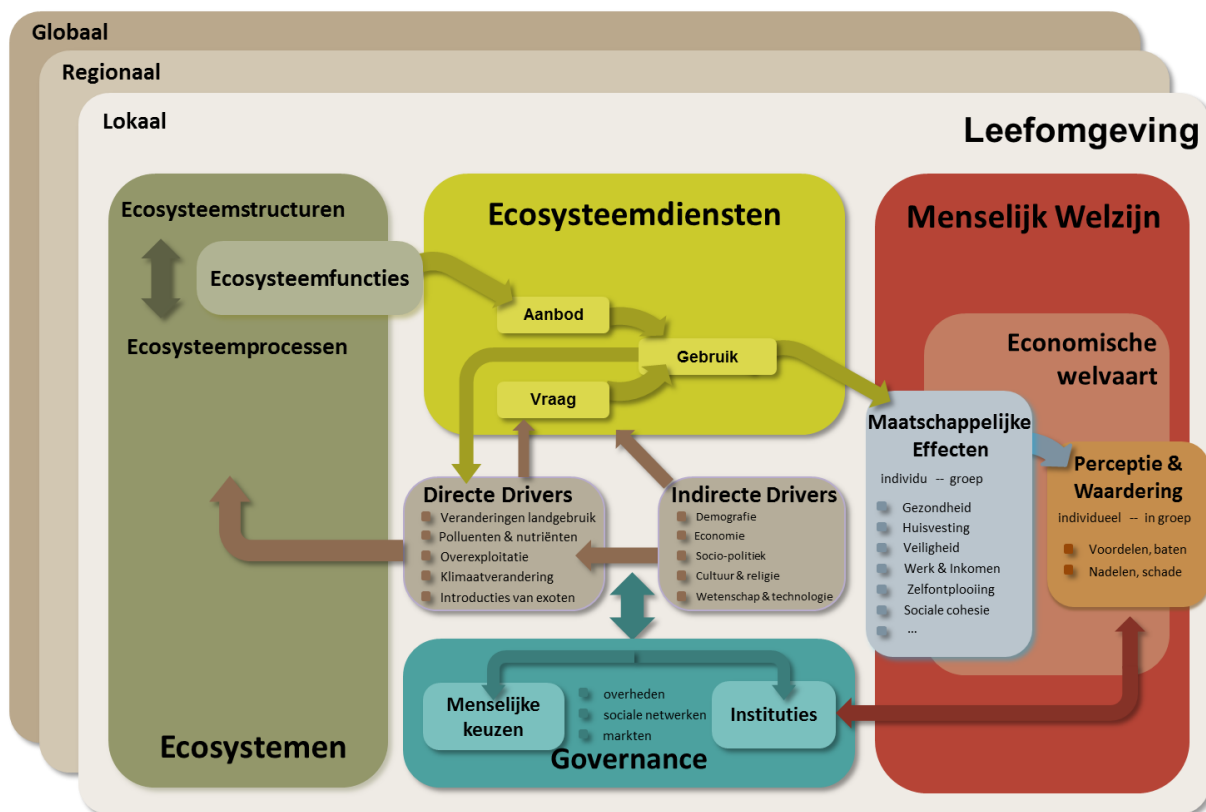 Globaal
Regionaal
Lokaal
Leefomgeving
Ecosysteemstructuren
Ecosysteemfuncties
Ecosysteemprocessen
Ecosystemen
Ecosysteemdiensten
Aanbod
Gebruik
Vraag
Directe Drivers
Veranderingen landgebruik
Polluenten & nutriënten
Overexploitatie
Klimaatverandering
Introducties van exoten
Indirecte Drivers
Demografie
Economie
Socio-politiek
Cultuur & religie
Wetenschap & technologie
Menselijke
keuzen
overheden
sociale netwerken
markten
Instituties
Governance
Menselijk Welzijn
Economische
welvaart
Maatschappelijke
Effecten
individu -- groep
Gezondheid
Huisvesting
Veiligheid
Werk & Inkomen
Zelfontplooiing
Sociale cohesie
...
Perceptie &
Waardering
individueel -- in groep
Voordelen, baten
Nadelen, schade